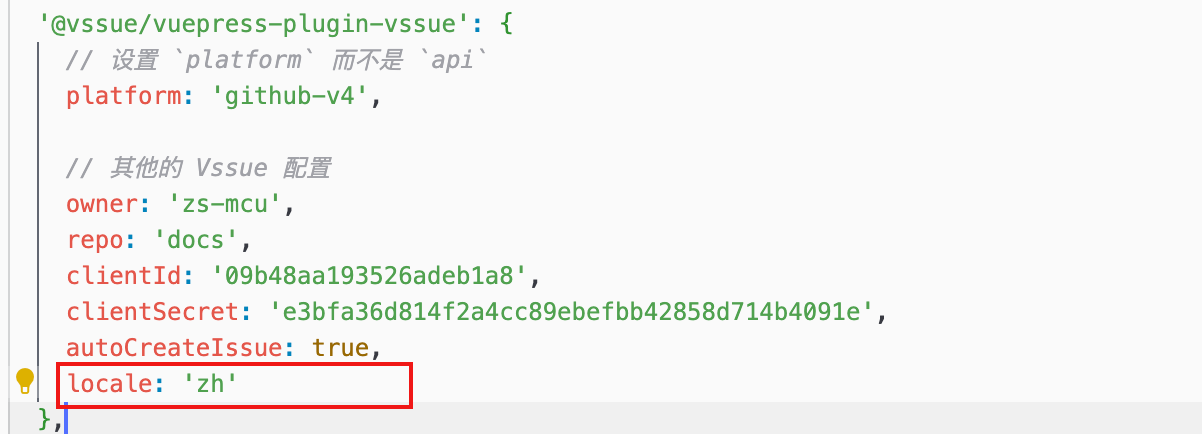 '@vssue/vuepress-plugin-vssue': {
// 设置 `platform` 而不是 `api`
platform: 'github-v4',
// 其他的 Vssue 配置
owner: 'zs-mcu',
repo: 'docs',
clientId: '09b48aa193526adeb1a8',
clientSecret: 'e3bfa36d814f2a4cc89ebefbb42858d714b4091e',
autoCreateIssue: true,
locale: 'zh'
},